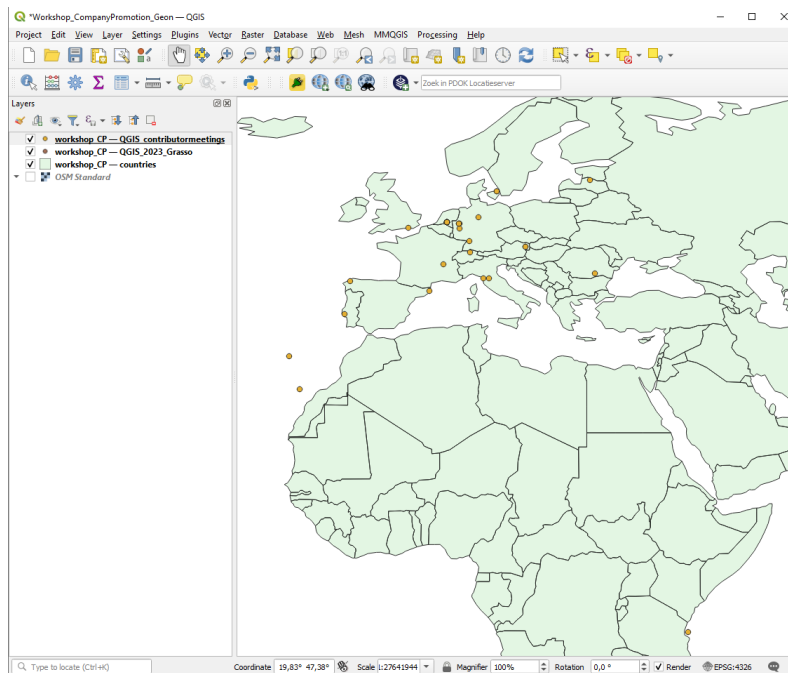 *Workshop_CompanyPromotion_Geon — QGIS
Project Edit View Layer Settings Plugins Vector Raster Database Web Mesh MMQGIS Processing Help
Zoek in PDOK Locatieserver
Layers
workshop_CP — QGIS_contributormeetings
workshop_CP — QGIS_2023_Grasso
workshop_CP — countries
OSM Standard
Type to locate (Ctrl+K)
Coordinate 19,83° 47,38° Scale 1:27641944 Magnifier 100% Rotation 0,0 ° Render EPSG:4326